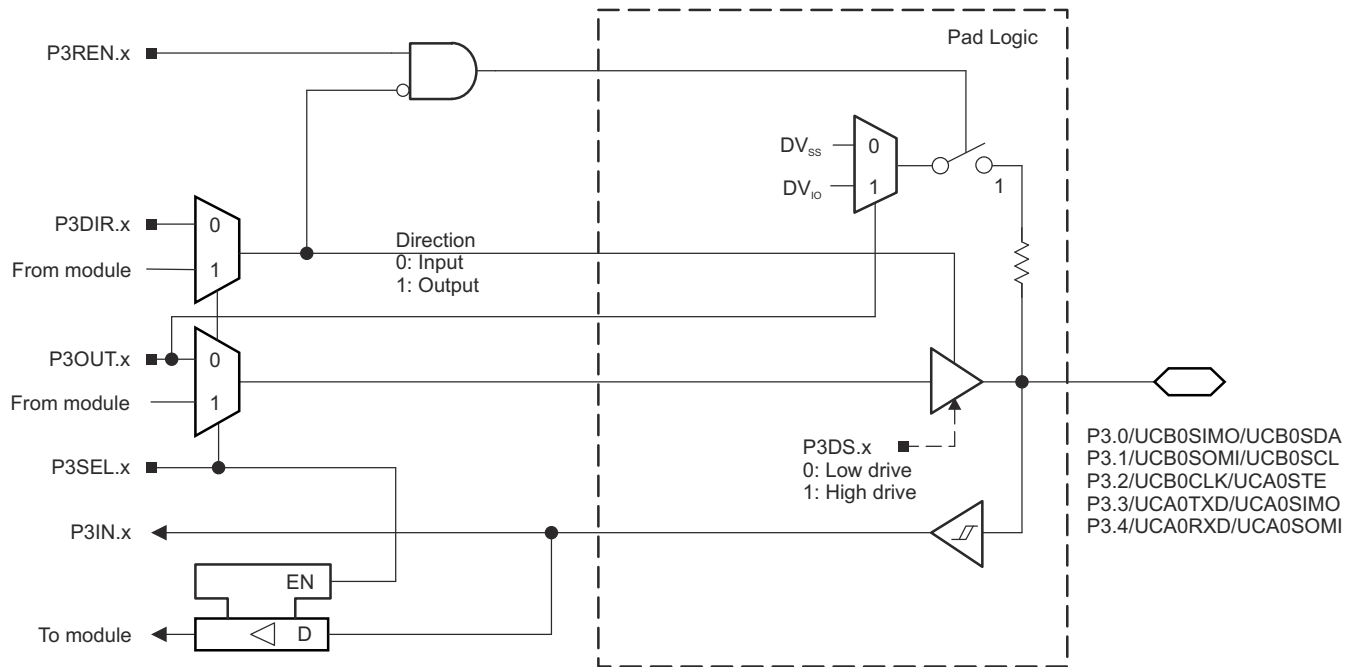 Pad Logic
P3REN.x
DVSS
0
DVIO
1
1
P3DIR.x
0
From module
1
Direction
0: Input
1: Output
P3OUT.x
0
From module
1
P3DS.x
0: Low drive
1: High drive
P3.0/UCB0SIMO/UCB0SDA
P3.1/UCB0SOMI/UCB0SCL
P3.2/UCB0CLK/UCA0STE
P3.3/UCA0TXD/UCA0SIMO
P3.4/UCA0RXD/UCA0SOMI
P3SEL.x
P3IN.x
EN
To module
D